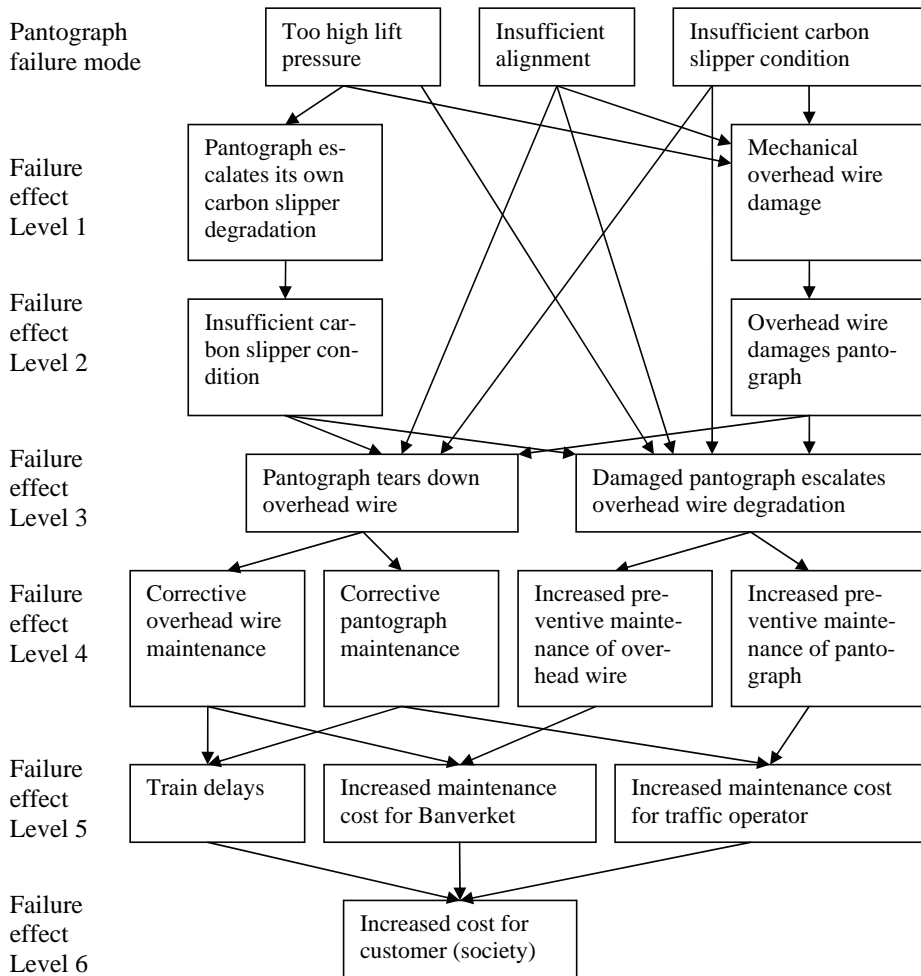 Pantograph
failure mode
Too high lift
pressure
Insufficient
alignment
Insufficient carbon
slipper condition
Failure
effect
Level 1
Pantograph es-
calates its own
carbon slipper
degradation
Mechanical
overhead wire
damage
Failure
effect
Level 2
Insufficient car-
bon slipper con-
dition
Overhead wire
damages panto-
graph
Failure
effect
Level 3
Pantograph tears down
overhead wire
Damaged pantograph escalates
overhead wire degradation
Failure
effect
Level 4
Corrective
overhead wire
maintenance
Corrective
pantograph
maintenance
Increased pre-
ventive mainte-
nance of over-
head wire
Increased pre-
ventive mainte-
nance of panto-
graph
Failure
effect
Level 5
Train delays
Increased maintenance
cost for Banverket
Increased maintenance cost
for traffic operator
Failure
effect
Level 6
Increased cost for
customer (society)